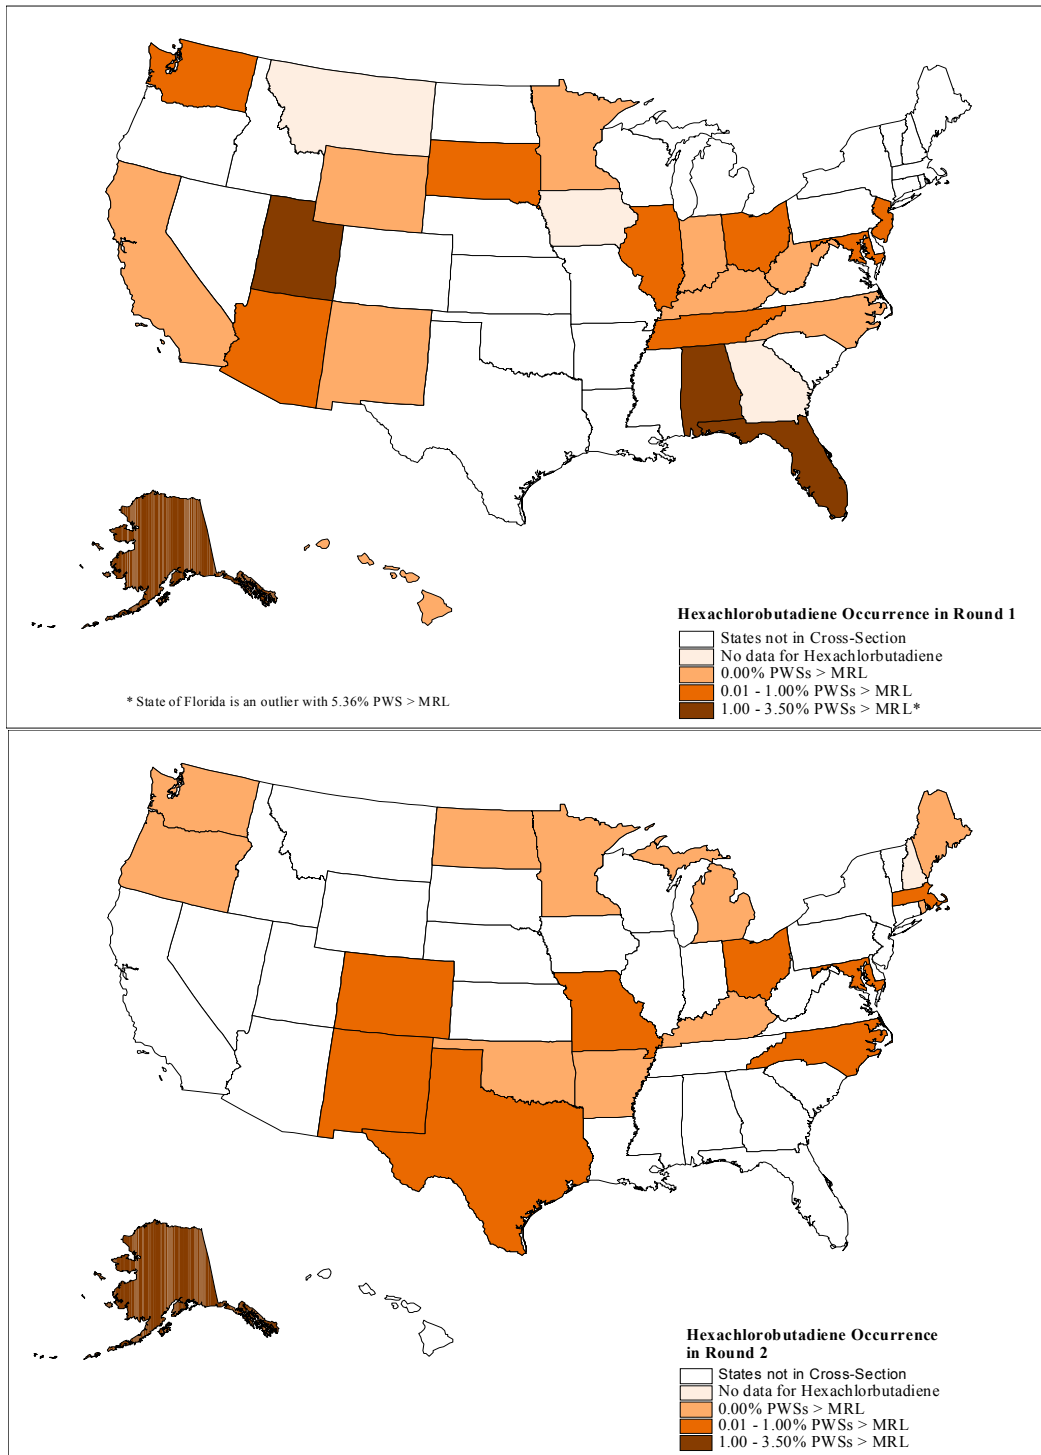 Hexachlorobutadiene Occurrence in Round 1
States not in Cross-Section
No data for Hexachlorbutadiene
0.00% PWSs > MRL
0.01 - 1.00% PWSs > MRL
1.00 - 3.50% PWSs > MRL*
* State of Florida is an outlier with 5.36% PWS > MRL
Hexachlorobutadiene Occurrence
in Round 2
States not in Cross-Section
No data for Hexachlorbutadiene
0.00% PWSs > MRL
0.01 - 1.00% PWSs > MRL
1.00 - 3.50% PWSs > MRL